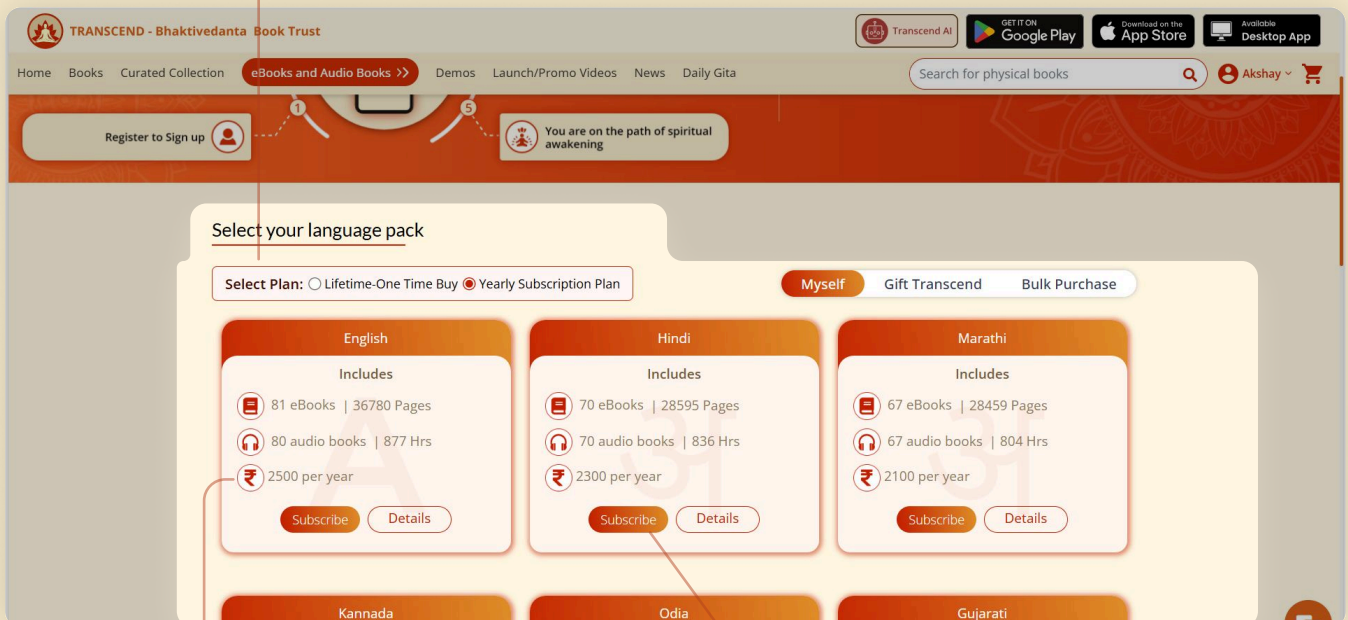 TRANSCEND - Bhaktivedanta Book Trust
Transcend AI
GET IT ON
Google Play
Download on the
App Store
Available
Desktop App
Home Books Curated Collection eBooks and Audio Books >> Demos Launch/Promo Videos News Daily Gita
Search for physical books
Akshay
1
5
Register to Sign up
You are on the path of spiritual
awakening
Select your language pack
Select Plan: Lifetime-One Time Buy Yearly Subscription Plan
Myself Gift Transcend Bulk Purchase
English
Includes
A
81 eBooks | 36780 Pages
80 audio books | 877 Hrs
₹ 2500 per year
Subscribe Details
Hindi
Includes
अ
70 eBooks | 28595 Pages
70 audio books | 836 Hrs
₹ 2300 per year
Subscribe Details
Marathi
Includes
अ
67 eBooks | 28459 Pages
67 audio books | 804 Hrs
₹ 2100 per year
Subscribe Details
Kannada
Odia
Gujarati